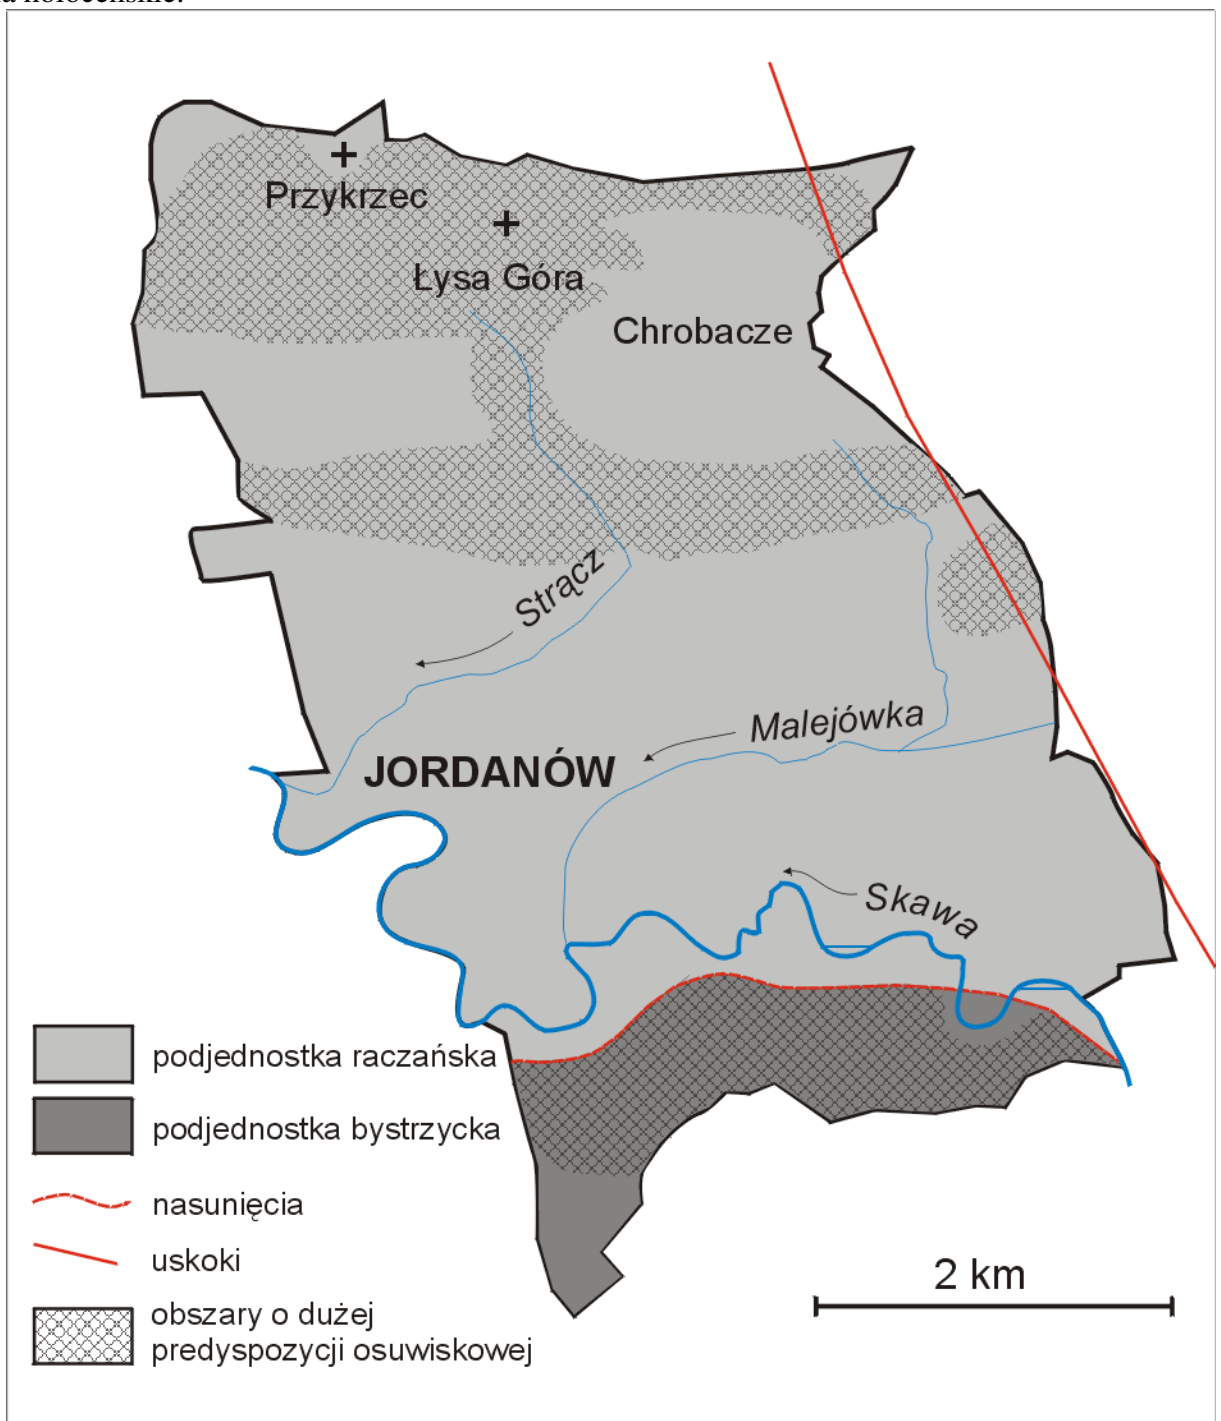 Przykrzec
Łysa Góra
Chrobacze
Strącz
Malejówka
JORDANÓW
Skawa
podjednostka raczańska
podjednostka bystrzycka
nasunięcia
uskoki
obszary o dużej
predyspozycji osuwiskowej
2 km